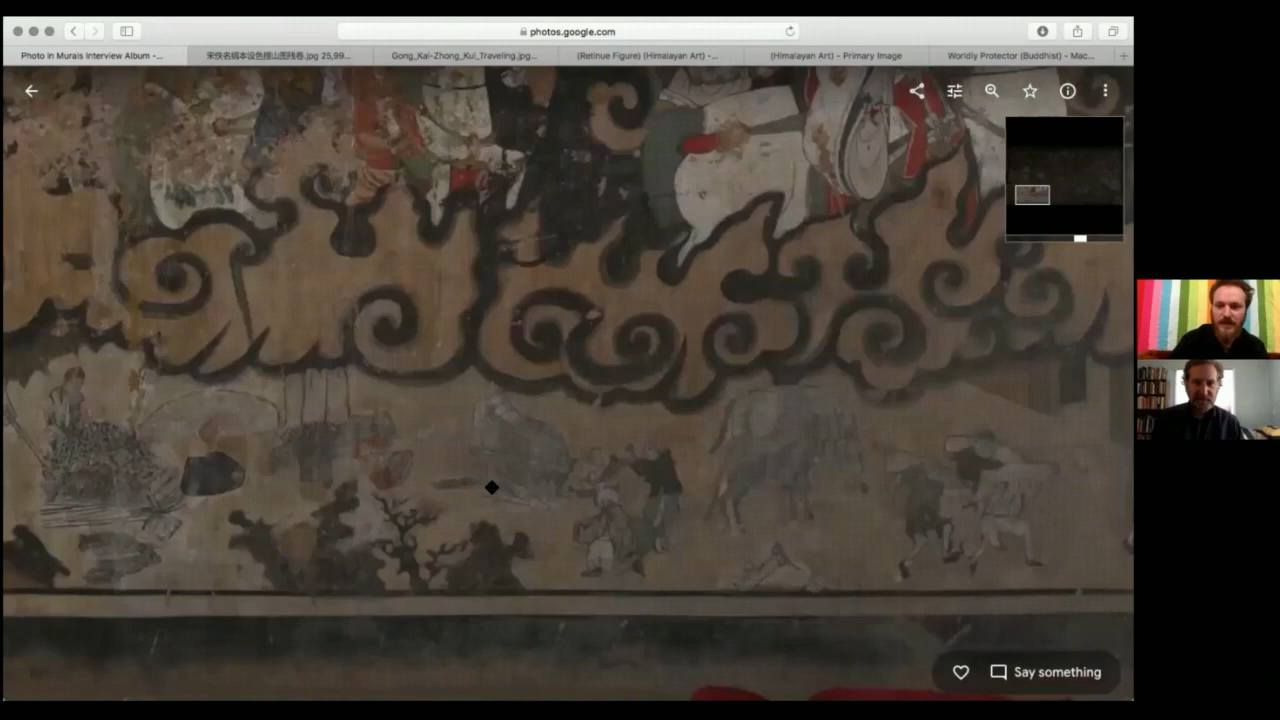 photos.google.com
Photo in Murals Interview Album -...
宋佚名绢本设色搜山图残卷.jpg 25,99...
Gong_Kai-Zhong_Kui_Traveling.jpg...
(Retinue Figure) (Himalayan Art) -...
(Himalayan Art) - Primary Image
Worldly Protector (Buddhist) - Mac...
Say something